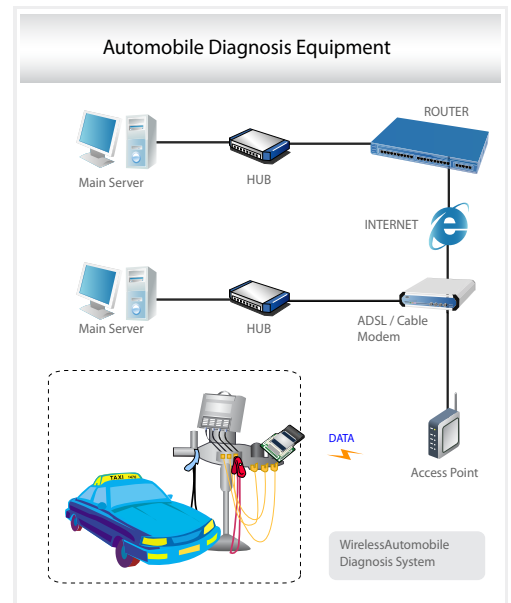 Automobile Diagnosis Equipment
ROUTER
Main Server
HUB
INTERNET
Main Server
HUB
ADSL / Cable
Modem
DATA
TAXI
Access Point
WirelessAutomobile
Diagnosis System